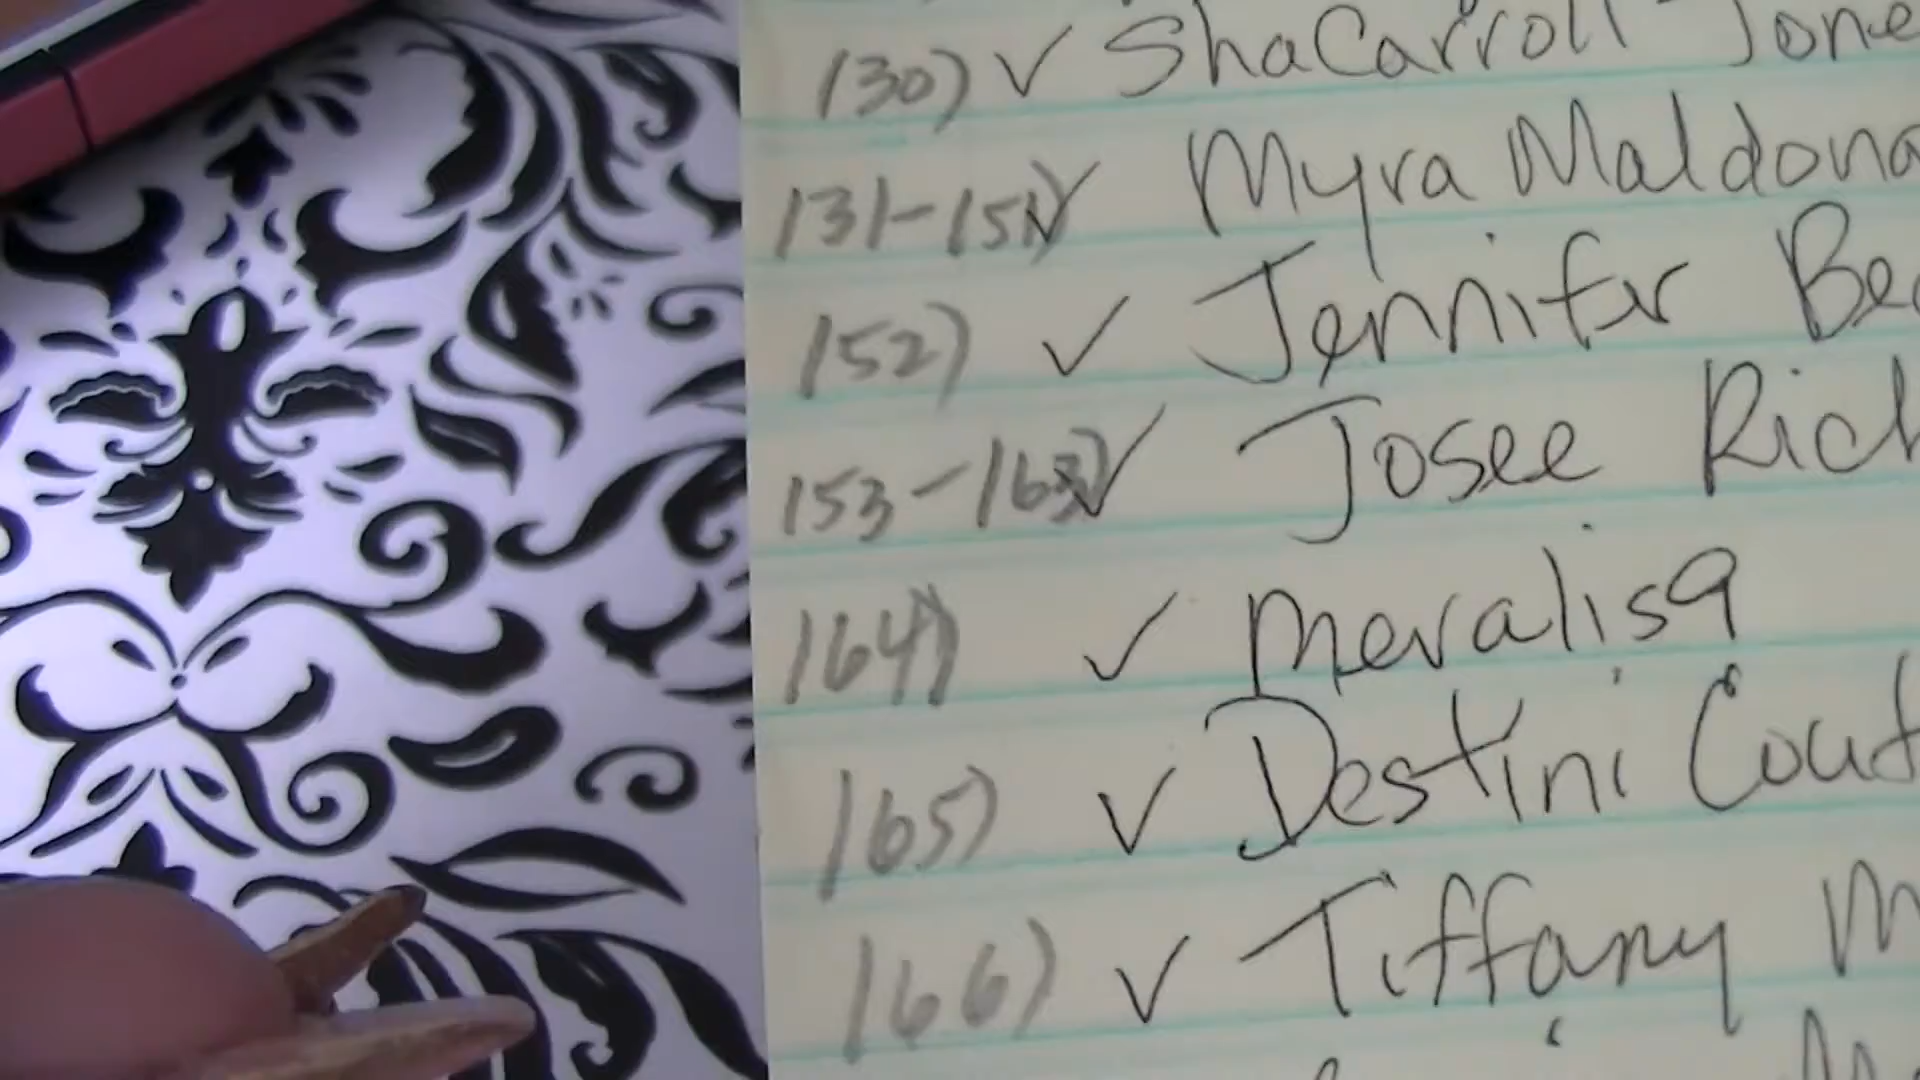 130) ✓ ShaCarroll Jone
131-151) ✓ Myra Maldona
152) ✓ Jennifer Be
153-163) ✓ Josee Rich
164) ✓ Meralisa
165) ✓ Destini Cout
166) ✓ Tiffany M